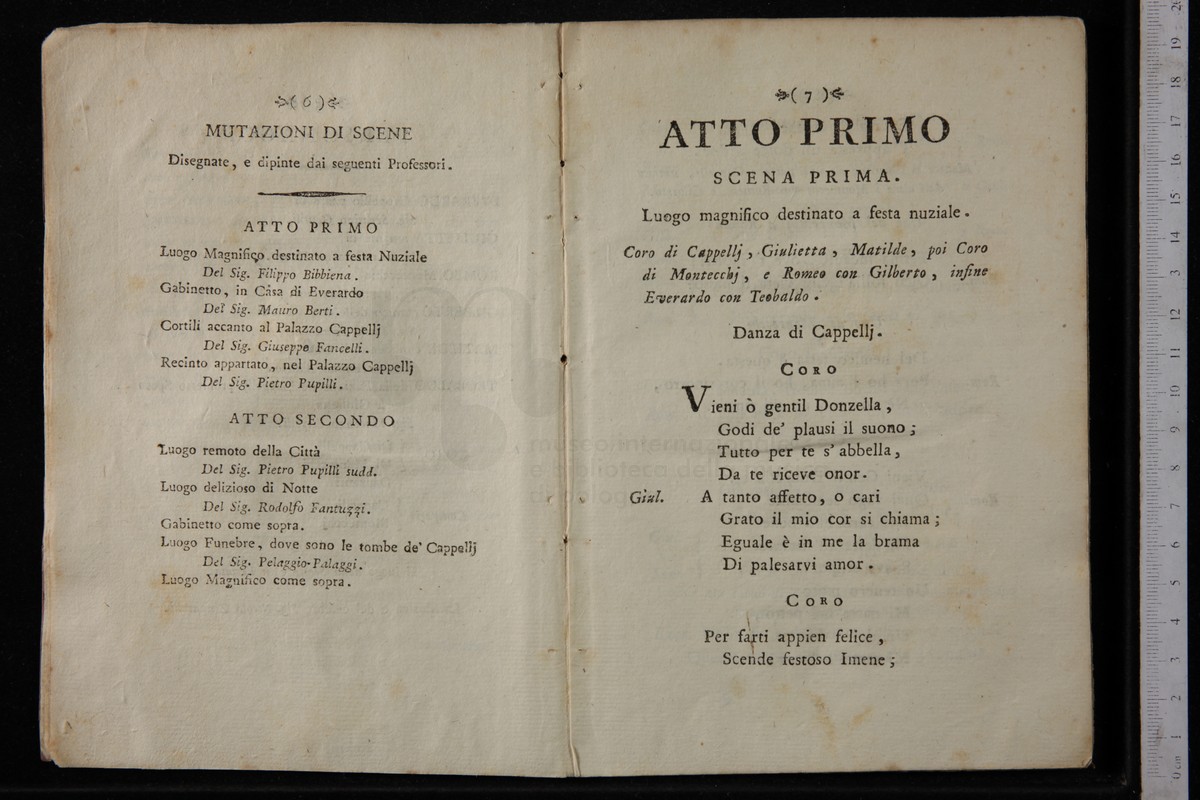 ( 6 )
MUTAZIONI DI SCENE
Disegnate, e dipinte dai seguenti Professori.
ATTO PRIMO
Luogo Magnifico destinato a festa Nuziale
Del Sig. Filippo Bibbiena.
Gabinetto, in Casa di Everardo
Del Sig. Mauro Berti.
Cortili accanto al Palazzo Cappellj
Del Sig. Giuseppe Fancelli.
Recinto appartato, nel Palazzo Cappellj
Del Sig. Pietro Pupilli.
ATTO SECONDO
Luogo remoto della Città
Del Sig. Pietro Pupilli sudd.
Luogo delizioso di Notte
Del Sig. Rodolfo Fantuzzi.
Gabinetto come sopra.
Luogo Funebre, dove sono le tombe de' Cappellj
Del Sig. Pelaggio-Palaggi.
Luogo Magnifico come sopra.
( 7 )
ATTO PRIMO
SCENA PRIMA.
Luogo magnifico destinato a festa nuziale.
Coro di Cappellj, Giulietta, Matilde, poi Coro
di Montecchj, e Romeo con Gilberto, infine
Everardo con Teobaldo.
Danza di Cappellj.
CORO
Vieni ò gentil Donzella,
Godi de' plausi il suono;
Tutto per te s' abbella,
Da te riceve onor.
Giul. A tanto affetto, o cari
Grato il mio cor si chiama;
Eguale è in me la brama
Di palesarvi amor.
CORO
Per farti appien felice,
Scende festoso Imene;
museo internaz
e biblioteca del